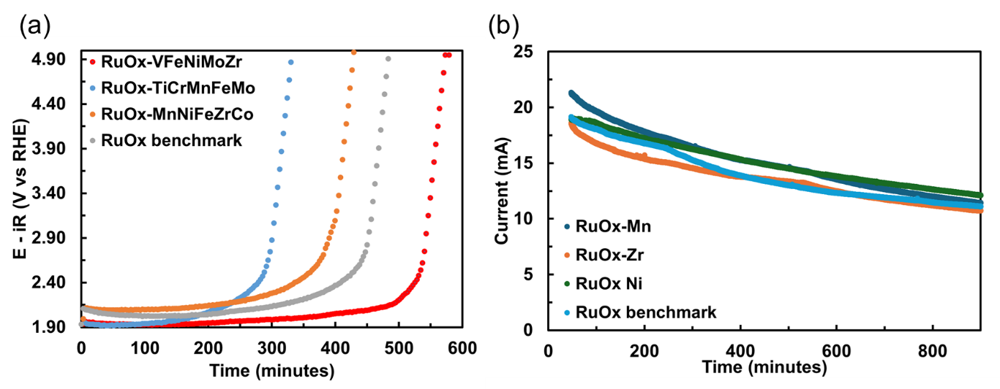 (a)
E - iR (V vs RHE)
4.90
4.40
3.90
3.40
2.90
2.40
1.90
RuOx-VFeNiMoZr
RuOx-TiCrMnFeMo
RuOx-MnNiFeZrCo
RuOx benchmark
0 100 200 300 400 500 600
Time (minutes)
(b)
Current (mA)
25
20
15
10
5
0
RuOx-Mn
RuOx-Zr
RuOx Ni
RuOx benchmark
0 200 400 600 800
Time (minutes)